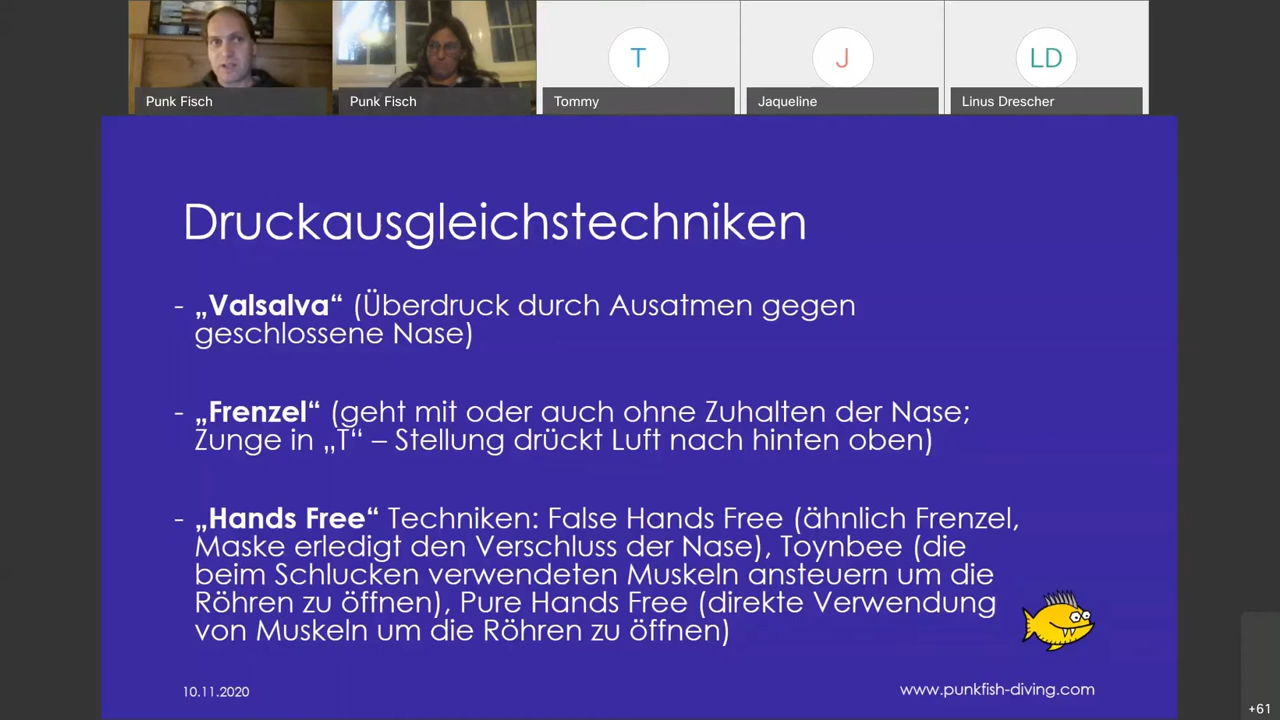 Punk Fisch
Punk Fisch
T
Tommy
J
Jaqueline
LD
Linus Drescher
Druckausgleichstechniken
- „Valsalva“ (Überdruck durch Ausatmen gegen
geschlossene Nase)
- „Frenzel“ (geht mit oder auch ohne Zuhalten der Nase;
Zunge in „T“ – Stellung drückt Luft nach hinten oben)
- „Hands Free“ Techniken: False Hands Free (ähnlich Frenzel,
Maske erledigt den Verschluss der Nase), Toynbee (die
beim Schlucken verwendeten Muskeln ansteuern um die
Röhren zu öffnen), Pure Hands Free (direkte Verwendung
von Muskeln um die Röhren zu öffnen)
10.11.2020
www.punkfish-diving.com
+61